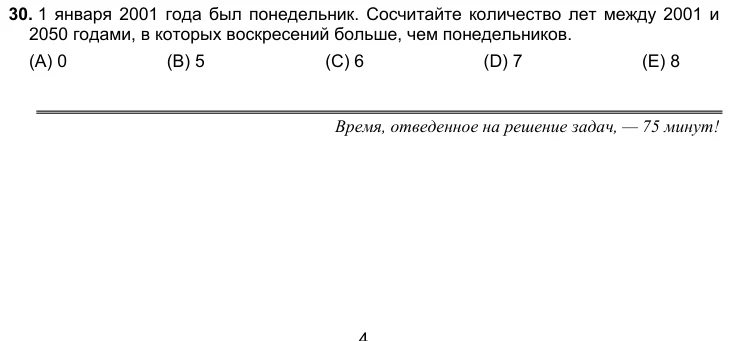 30. 1 января 2001 года был понедельник. Сосчитайте количество лет между 2001 и
2050 годами, в которых воскресений больше, чем понедельников.
(A) 0 (B) 5 (C) 6 (D) 7 (E) 8
Время, отведенное на решение задач, — 75 минут!
4